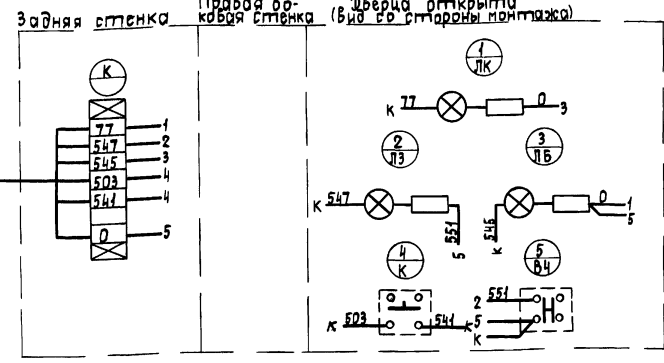 Задняя стенка
Правая бо-
ковая стенка
Дверца открыта
(Вид со стороны монтажа)
К
77 1
547 2
545 3
503 4
541 4
0 5
1
ЛК
К 77 0 3
2
ЛЗ
К 547 551 5
3
ЛБ
К 545 0 1
5
4
К
К 503 541 К
5
В4
2 551
5
К
Н